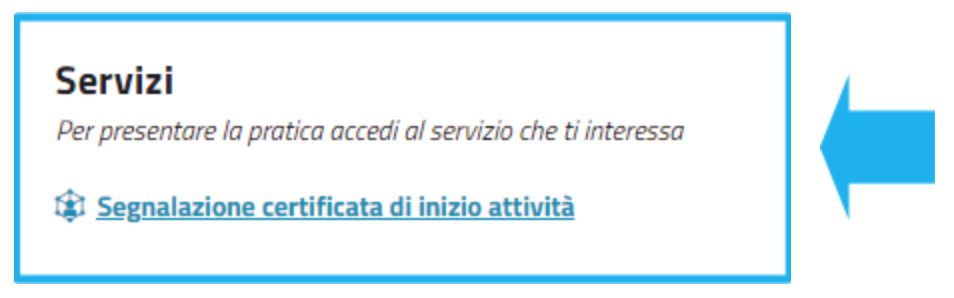 Servizi
Per presentare la pratica accedi al servizio che ti interessa
Segnalazione certificata di inizio attività